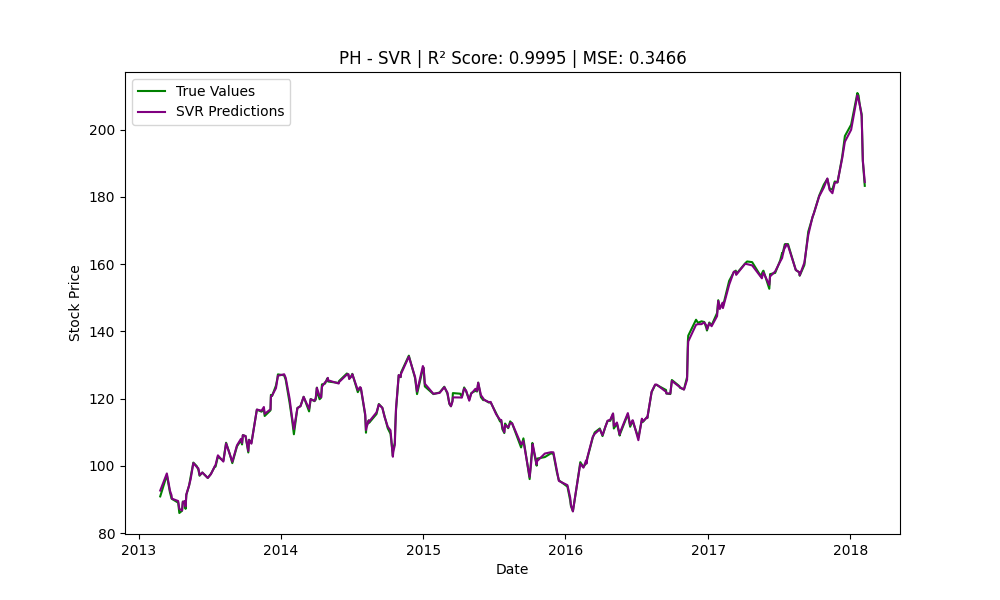 PH - SVR | R² Score: 0.9995 | MSE: 0.3466
True Values
SVR Predictions
Stock Price
200
180
160
140
120
100
80
2013 2014 2015 2016 2017 2018
Date